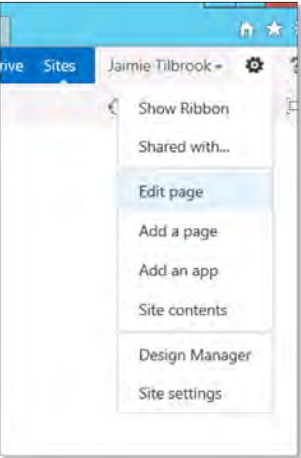 rive Sites Jaimie Tilbrook
Show Ribbon
Shared with...
Edit page
Add a page
Add an app
Site contents
Design Manager
Site settings